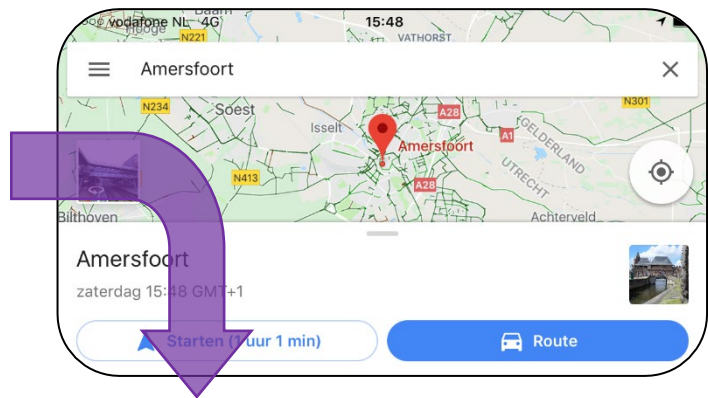 vodafone NL 4G 15:48
Hooge
N221
VATHORST
Amersfoort
N234
Soest
A28
N301
Isselt
A1
GELDERLAND
Amersfoort
UTRECHT
N413
A28
Bilthoven
Achterveld
Amersfoort
zaterdag 15:48 GMT+1
Starten (1 uur 1 min)
Route